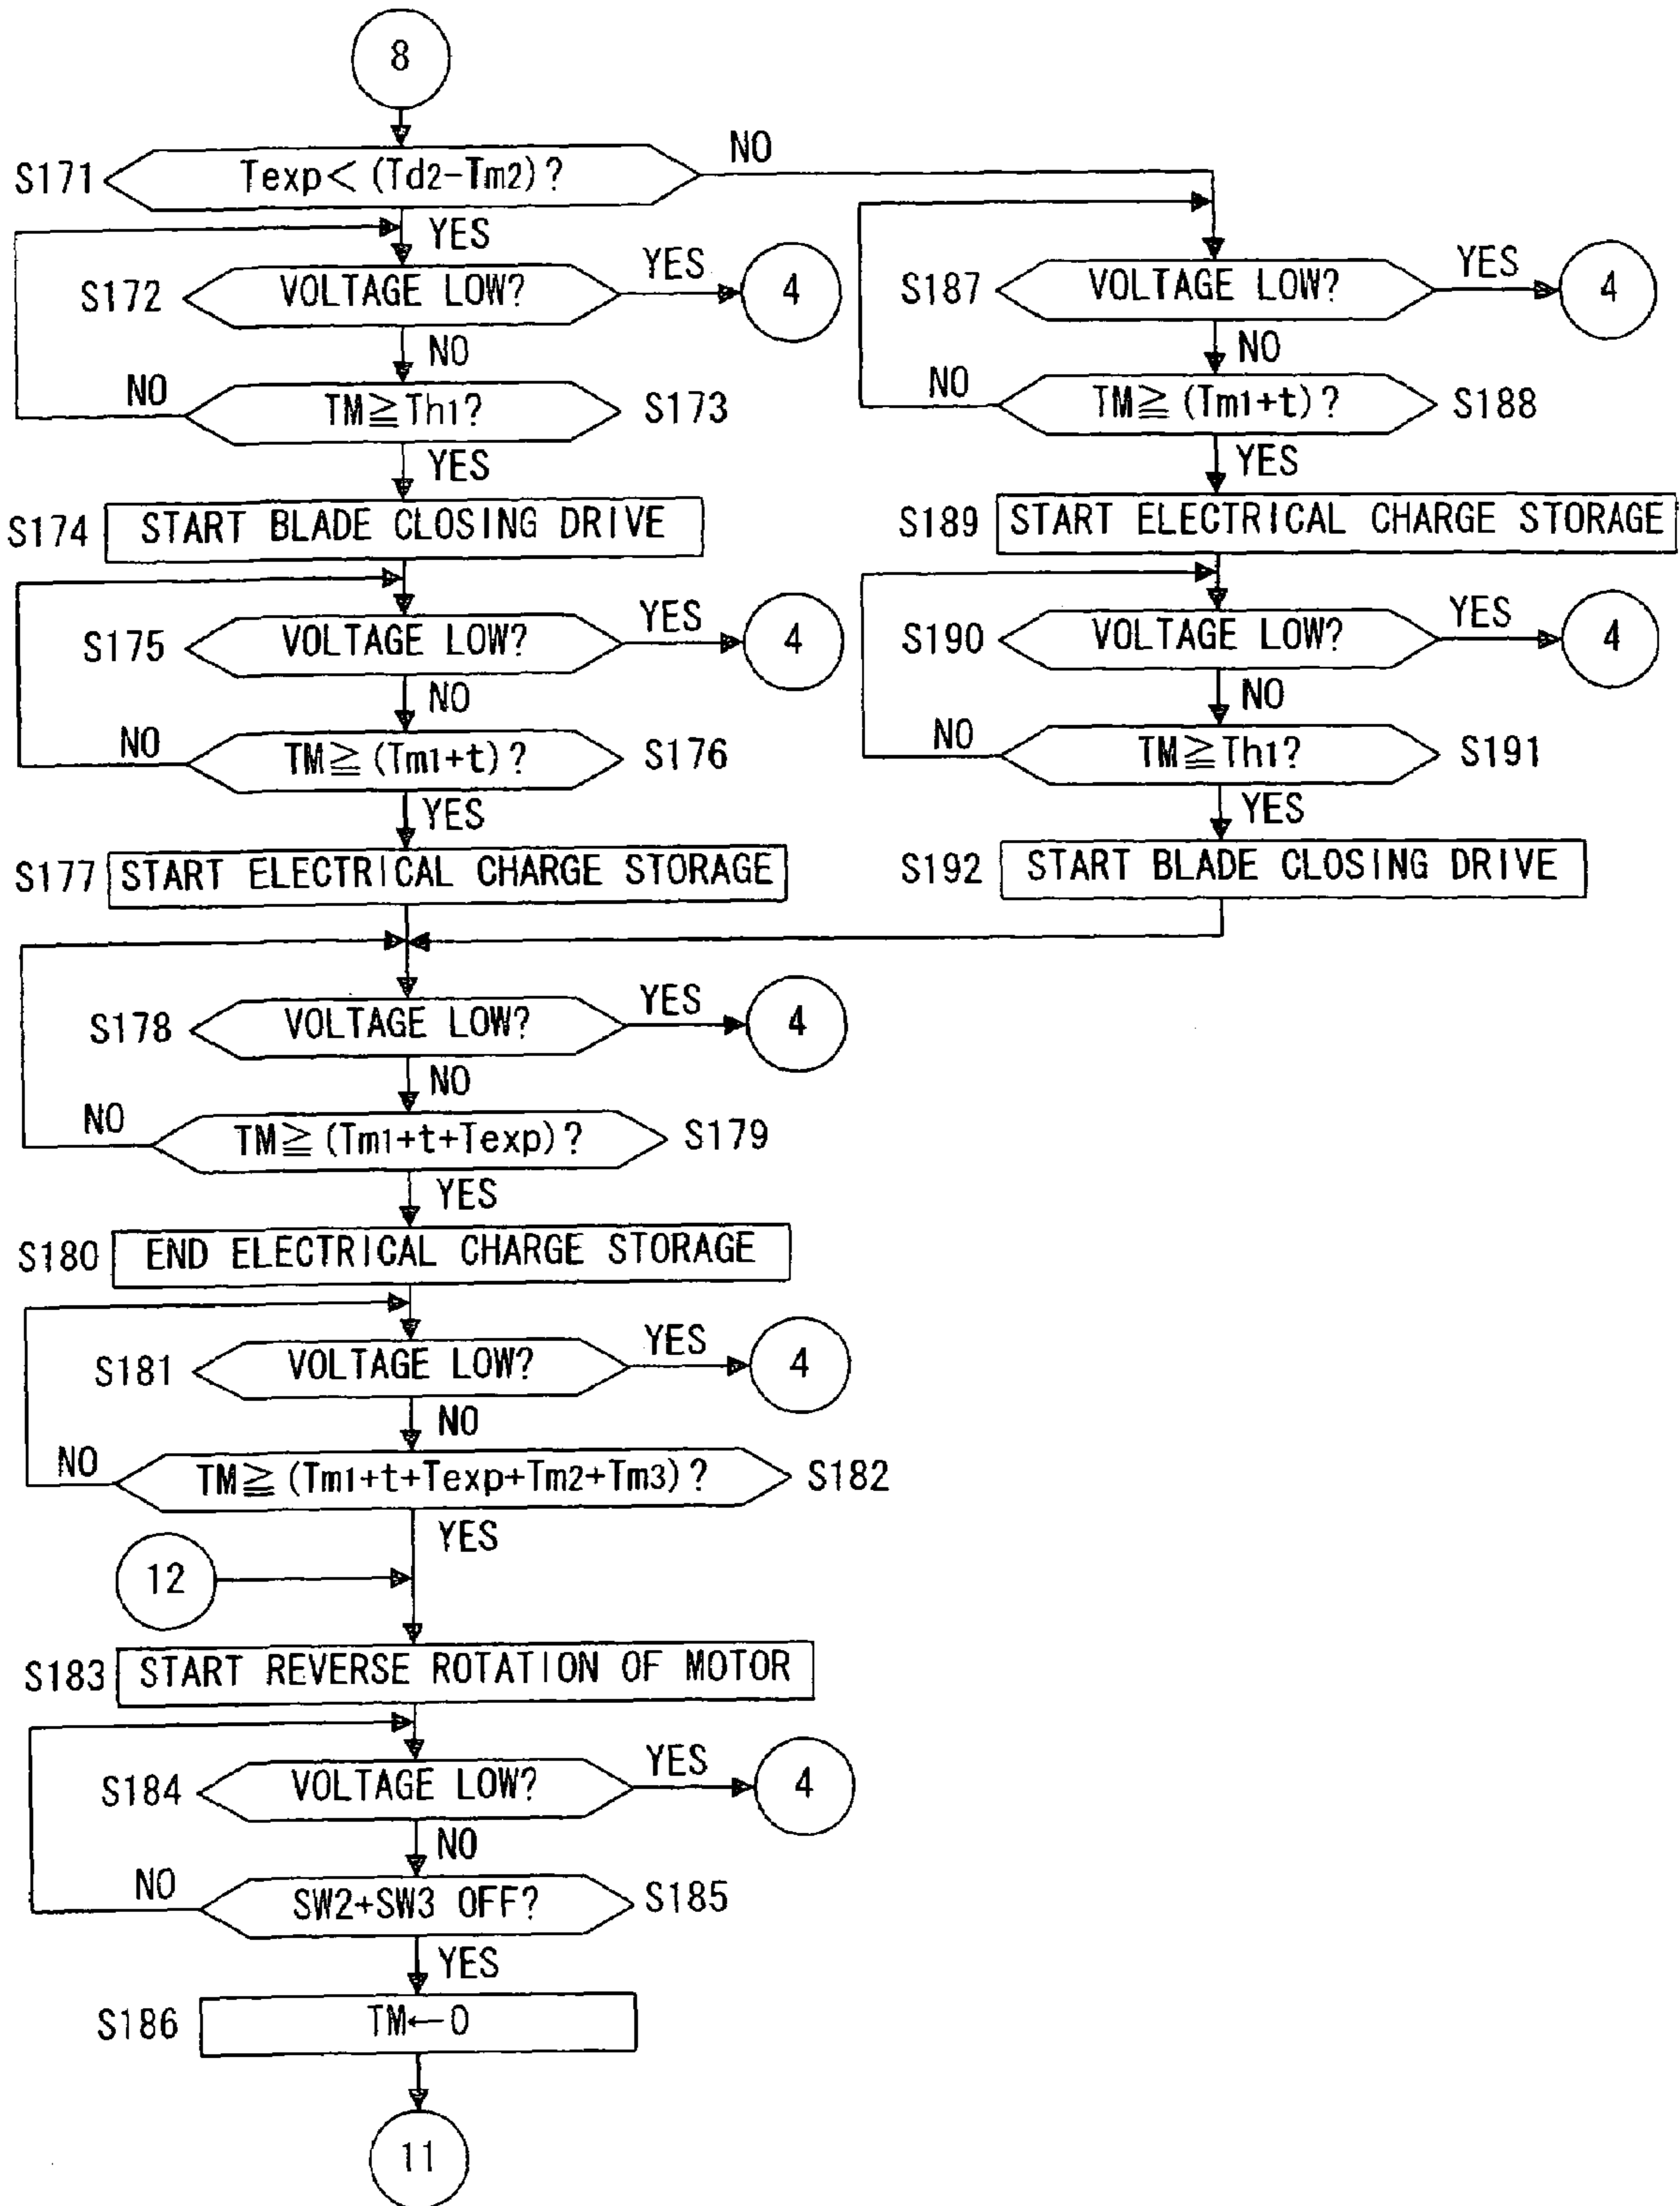 8
S171 Texp<(Td2-Tm2)? NO
YES
S172 VOLTAGE LOW? YES 4
NO
NO TM≧Th1? S173
YES
S174 START BLADE CLOSING DRIVE
S175 VOLTAGE LOW? YES 4
NO
NO TM≧(Tm1+t)? S176
YES
S177 START ELECTRICAL CHARGE STORAGE
S187 VOLTAGE LOW? YES 4
NO
NO TM≧(Tm1+t)? S188
YES
S189 START ELECTRICAL CHARGE STORAGE
S190 VOLTAGE LOW? YES 4
NO
NO TM≧Th1? S191
YES
S192 START BLADE CLOSING DRIVE
S178 VOLTAGE LOW? YES 4
NO
NO TM≧(Tm1+t+Texp)? S179
YES
S180 END ELECTRICAL CHARGE STORAGE
S181 VOLTAGE LOW? YES 4
NO
NO TM≧(Tm1+t+Texp+Tm2+Tm3)? S182
YES
12
S183 START REVERSE ROTATION OF MOTOR
S184 VOLTAGE LOW? YES 4
NO
NO SW2+SW3 OFF? S185
YES
S186 TM←0
11